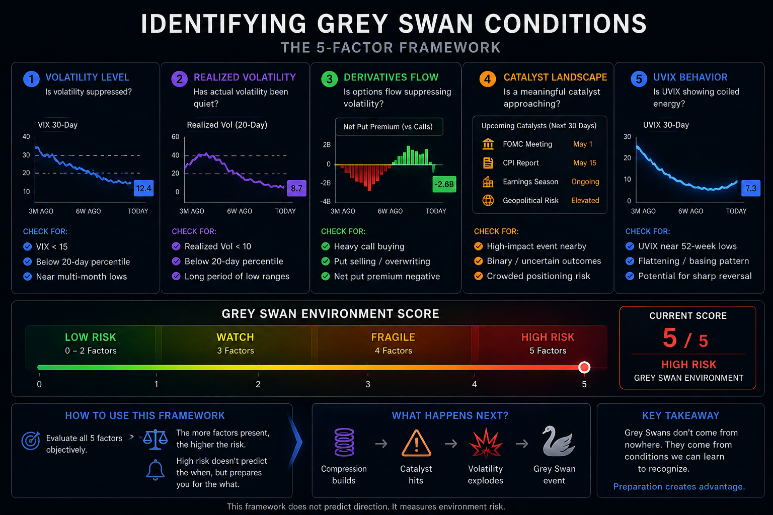 IDENTIFYING GREY SWAN CONDITIONS
THE 5-FACTOR FRAMEWORK
1 VOLATILITY LEVEL
Is volatility suppressed?
VIX 30-Day
40
30
20
10
12.4
3M AGO 6W AGO TODAY
CHECK FOR:
VIX < 15
Below 20-day percentile
Near multi-month lows
2 REALIZED VOLATILITY
Has actual volatility been
quiet?
Realized Vol (20-Day)
60
40
20
0
8.7
3M AGO 6W AGO TODAY
CHECK FOR:
Realized Vol < 10
Below 20-day percentile
Long period of low ranges
3 DERIVATIVES FLOW
Is options flow suppressing
volatility?
Net Put Premium (vs Calls)
2B
0
-2B
-4B
-2.6B
3M AGO 6W AGO TODAY
CHECK FOR:
Heavy call buying
Put selling / overwriting
Net put premium negative
4 CATALYST LANDSCAPE
Is a meaningful catalyst
approaching?
Upcoming Catalysts (Next 30 Days)
FOMC Meeting May 1
CPI Report May 15
Earnings Season Ongoing
Geopolitical Risk Elevated
CHECK FOR:
High-impact event nearby
Binary / uncertain outcomes
Crowded positioning risk
5 UVIX BEHAVIOR
Is UVIX showing coiled
energy?
UVIX 30-Day
30
20
10
0
7.3
3M AGO 6W AGO TODAY
CHECK FOR:
UVIX near 52-week lows
Flattening / basing pattern
Potential for sharp reversal
GREY SWAN ENVIRONMENT SCORE
LOW RISK
0 – 2 Factors
WATCH
3 Factors
FRAGILE
4 Factors
HIGH RISK
5 Factors
0 1 2 3 4 5
CURRENT SCORE
5 / 5
HIGH RISK
GREY SWAN ENVIRONMENT
HOW TO USE THIS FRAMEWORK
Evaluate all 5 factors
objectively.
>
The more factors present,
the higher the risk.
High risk doesn't predict
the when, but prepares
you for the what.
WHAT HAPPENS NEXT?
Compression
builds
Catalyst
hits
Volatility
explodes
Grey Swan
event
KEY TAKEAWAY
Grey Swans don't come from
nowhere. They come from
conditions we can learn
to recognize.
Preparation creates advantage.
This framework does not predict direction. It measures environment risk.